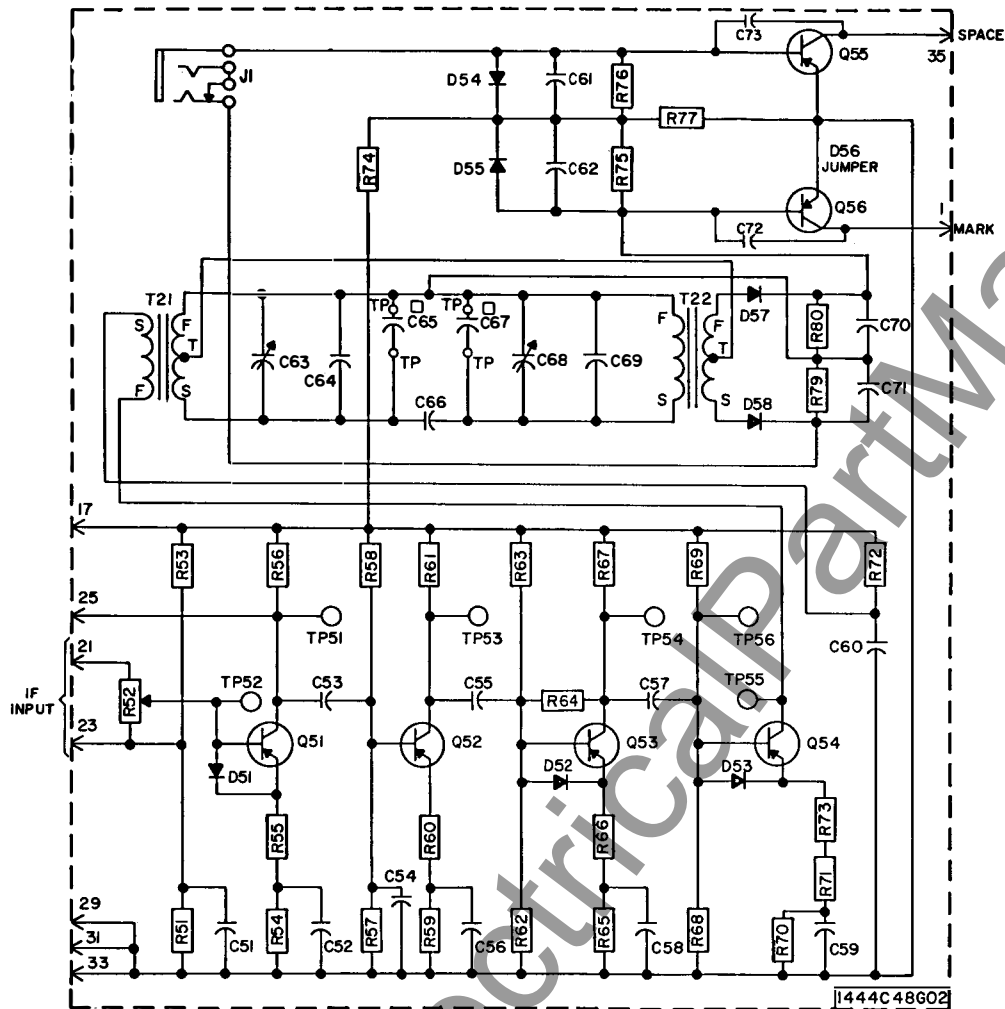 C73
SPACE
35
Q55
J1
D54
C61
R76
R77
R74
D55
C62
R75
D56
JUMPER
Q56
1
MARK
C72
T21
S
F
F
T
S
TP
C65
TP
TP
C67
TP
C63
C64
C66
C68
C69
T22
F
S
F
T
S
D57
D58
R80
R79
C70
C71
17
R53
R56
R58
R61
R63
R67
R69
R72
25
TP51
TP53
TP54
TP56
21
IF
INPUT
R52
23
TP52
C53
C55
R64
C57
TP55
C60
Q51
Q52
Q53
Q54
D51
D52
D53
R55
R60
R66
R73
R71
C54
29
31
33
R51
C51
R54
C52
R57
R59
C56
R62
R65
C58
R68
R70
C59
1444C48G02
ectricalPartMa